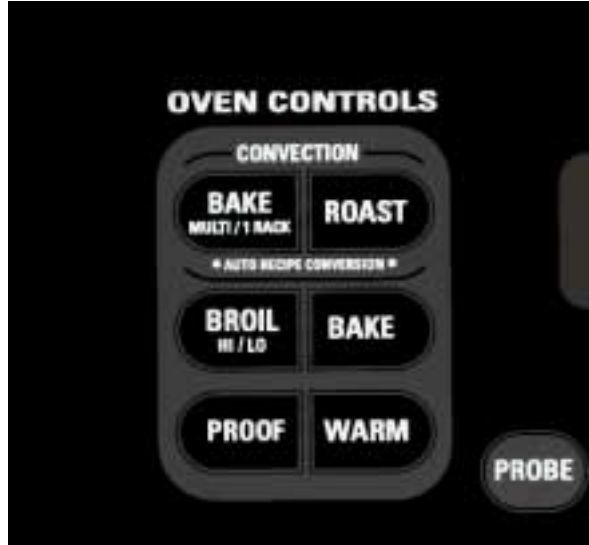 OVEN CONTROLS
CONVECTION
BAKE
MULTI / 1 RACK
ROAST
* AUTO RECIPE CONVERSION *
BROIL
HI / LO
BAKE
PROOF
WARM
PROBE